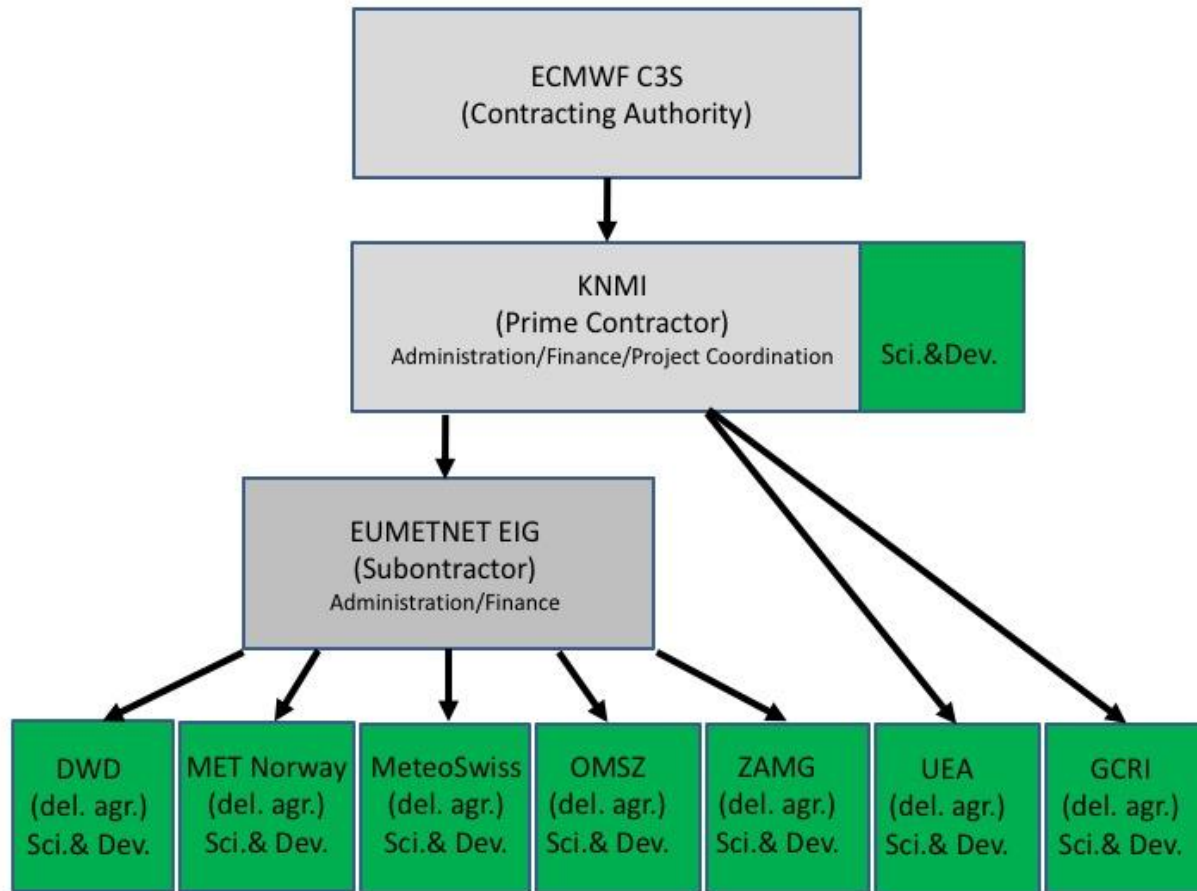 ECMWF C3S
(Contracting Authority)
KNMI
(Prime Contractor)
Administration/Finance/Project Coordination
Sci.&Dev.
EUMETNET EIG
(Subontractor)
Administration/Finance
DWD
(del. agr.)
Sci.& Dev.
MET Norway
(del. agr.)
Sci.& Dev.
MeteoSwiss
(del. agr.)
Sci.& Dev.
OMSZ
(del. agr.)
Sci.& Dev.
ZAMG
(del. agr.)
Sci.& Dev.
UEA
(del. agr.)
Sci.& Dev.
GCRI
(del. agr.)
Sci.& Dev.